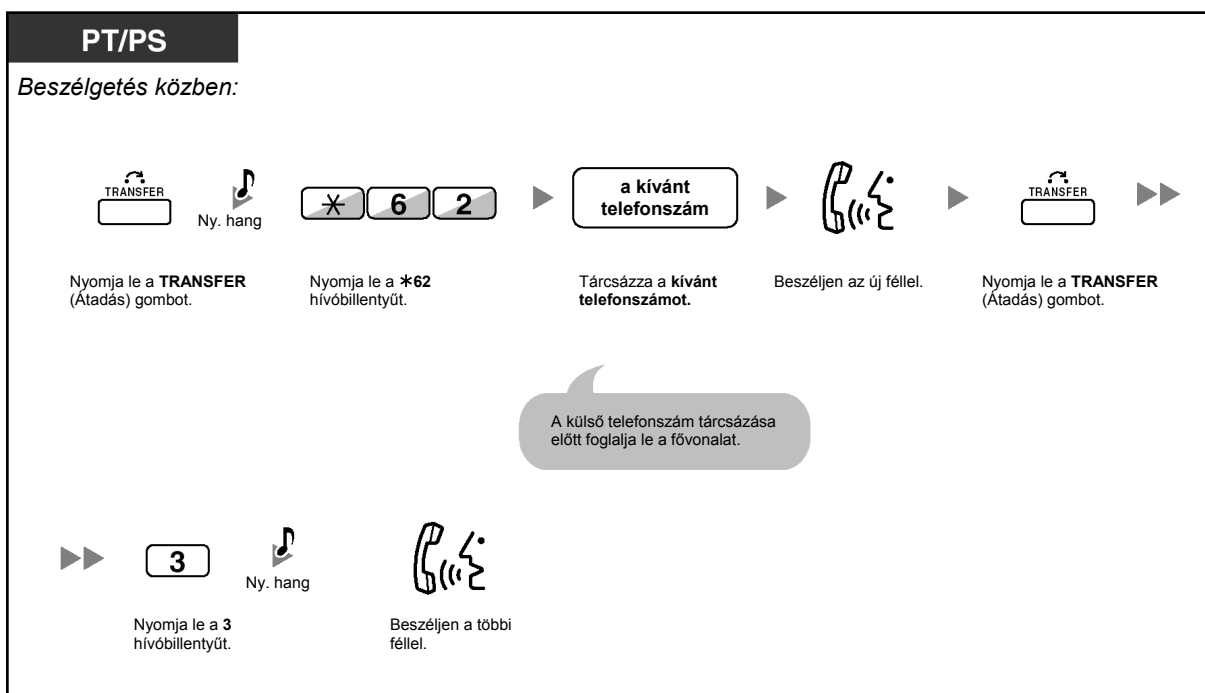 PT/PS
Beszélgetés közben:
TRANSFER
Ny. hang
* 6 2
a kívánt
telefonszám
TRANSFER
Nyomja le a TRANSFER
(Átadás) gombot.
Nyomja le a *62
hívóbillentyűt.
Tárcsázza a kívánt
telefonszámot.
Beszéljen az új féllel.
Nyomja le a TRANSFER
(Átadás) gombot.
A külső telefonszám tárcsázása
előtt foglalja le a fővonalat.
3
Ny. hang
Nyomja le a 3
hívóbillentyűt.
Beszéljen a többi
féllel.